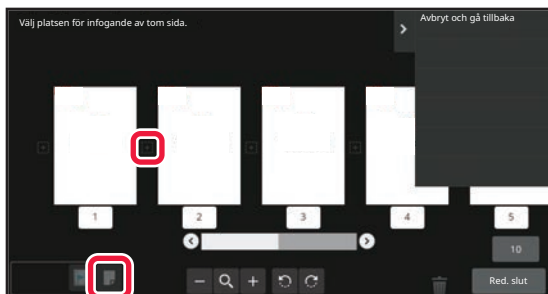 Välj platsen för infogande av tom sida.
Avbryt och gå tillbaka
1
2
3
4
5
10
Red. slut